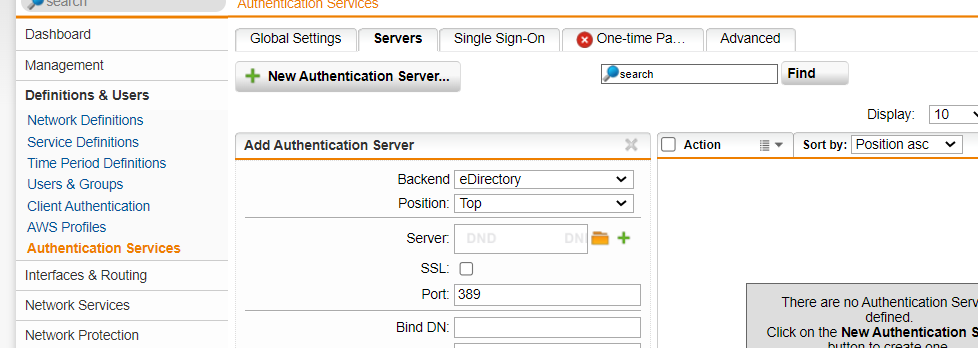 search
Authentication Services
Dashboard
Management
Definitions & Users
Network Definitions
Service Definitions
Time Period Definitions
Users & Groups
Client Authentication
AWS Profiles
Authentication Services
Interfaces & Routing
Network Services
Network Protection
Global Settings
Servers
Single Sign-On
One-time Pa...
Advanced
New Authentication Server...
search
Find
Display: 10
Add Authentication Server
Backend eDirectory
Position: Top
Server: DND DND
SSL:
Port: 389
Bind DN:
Action
Sort by: Position asc
There are no Authentication Serv
defined.
Click on the New Authentication S
button to create one.